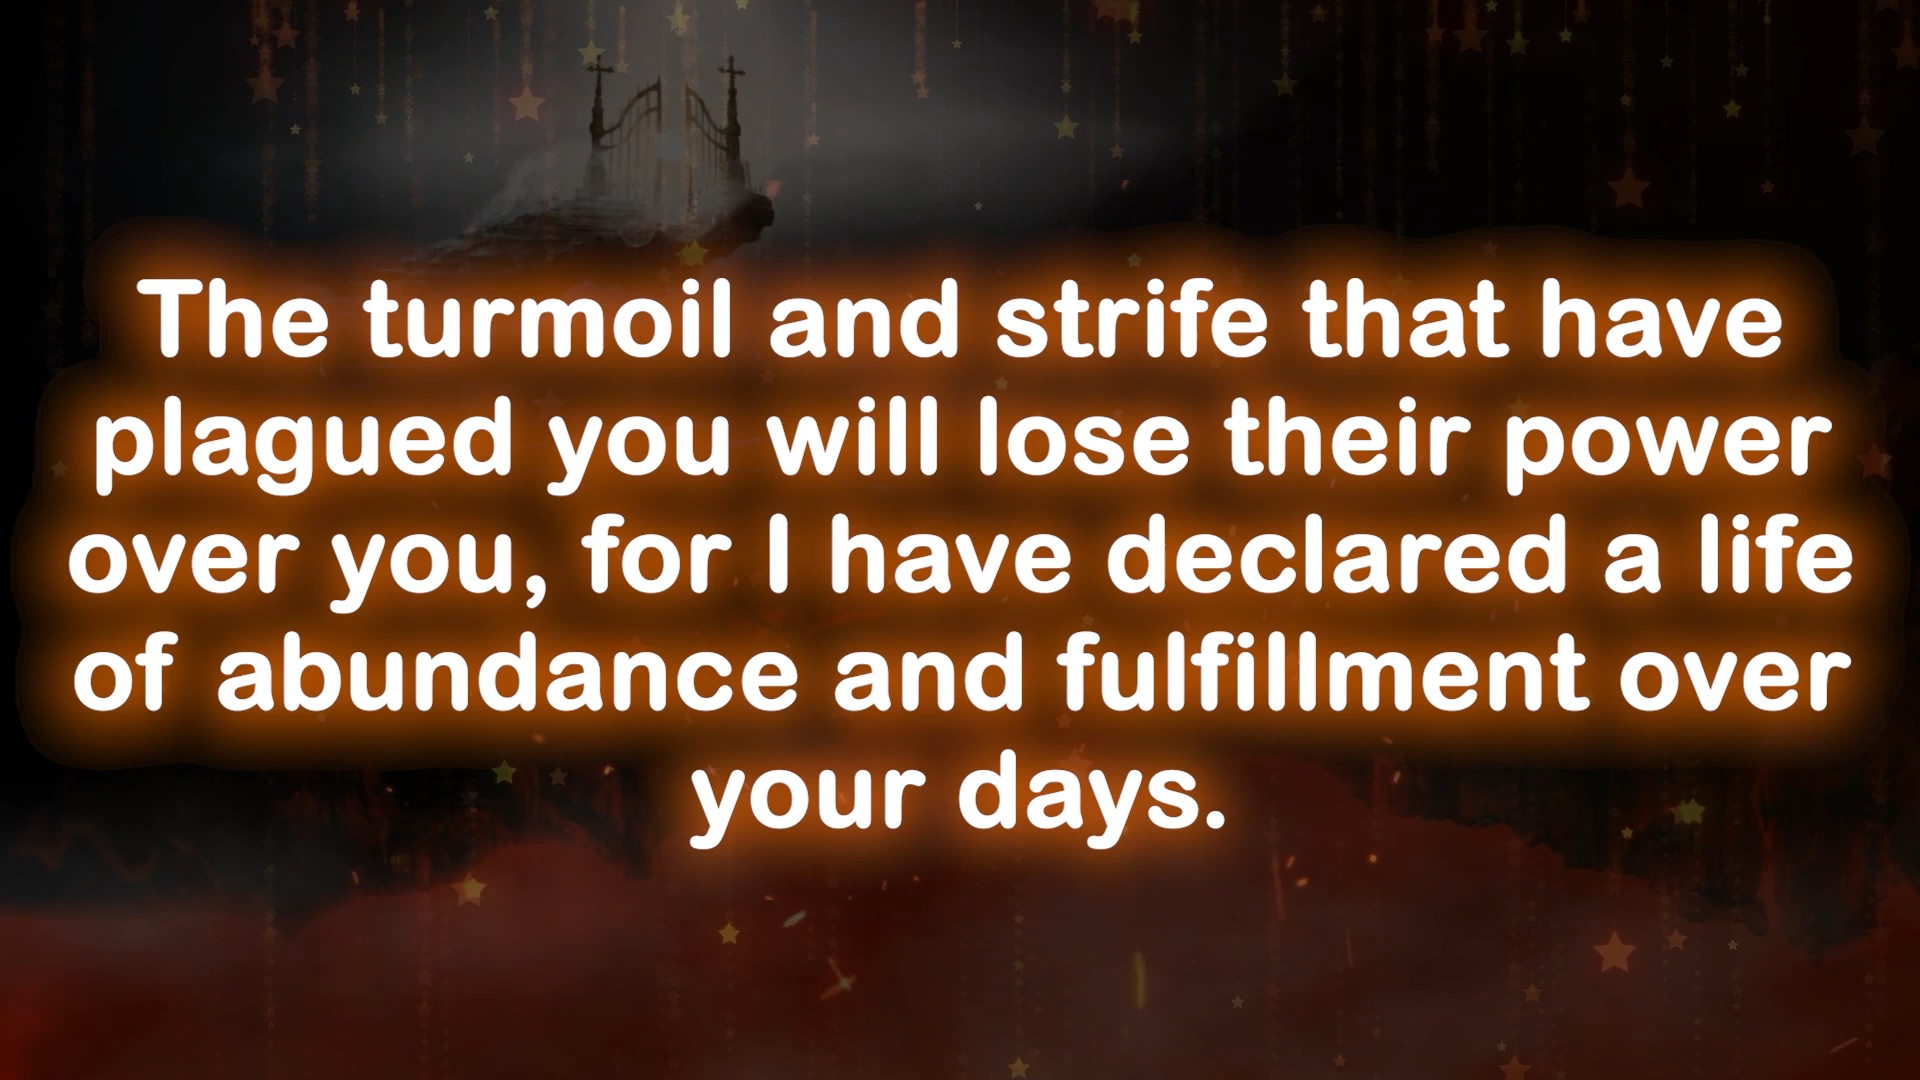 The turmoil and strife that have
plagued you will lose their power
over you, for I have declared a life
of abundance and fulfillment over
your days.